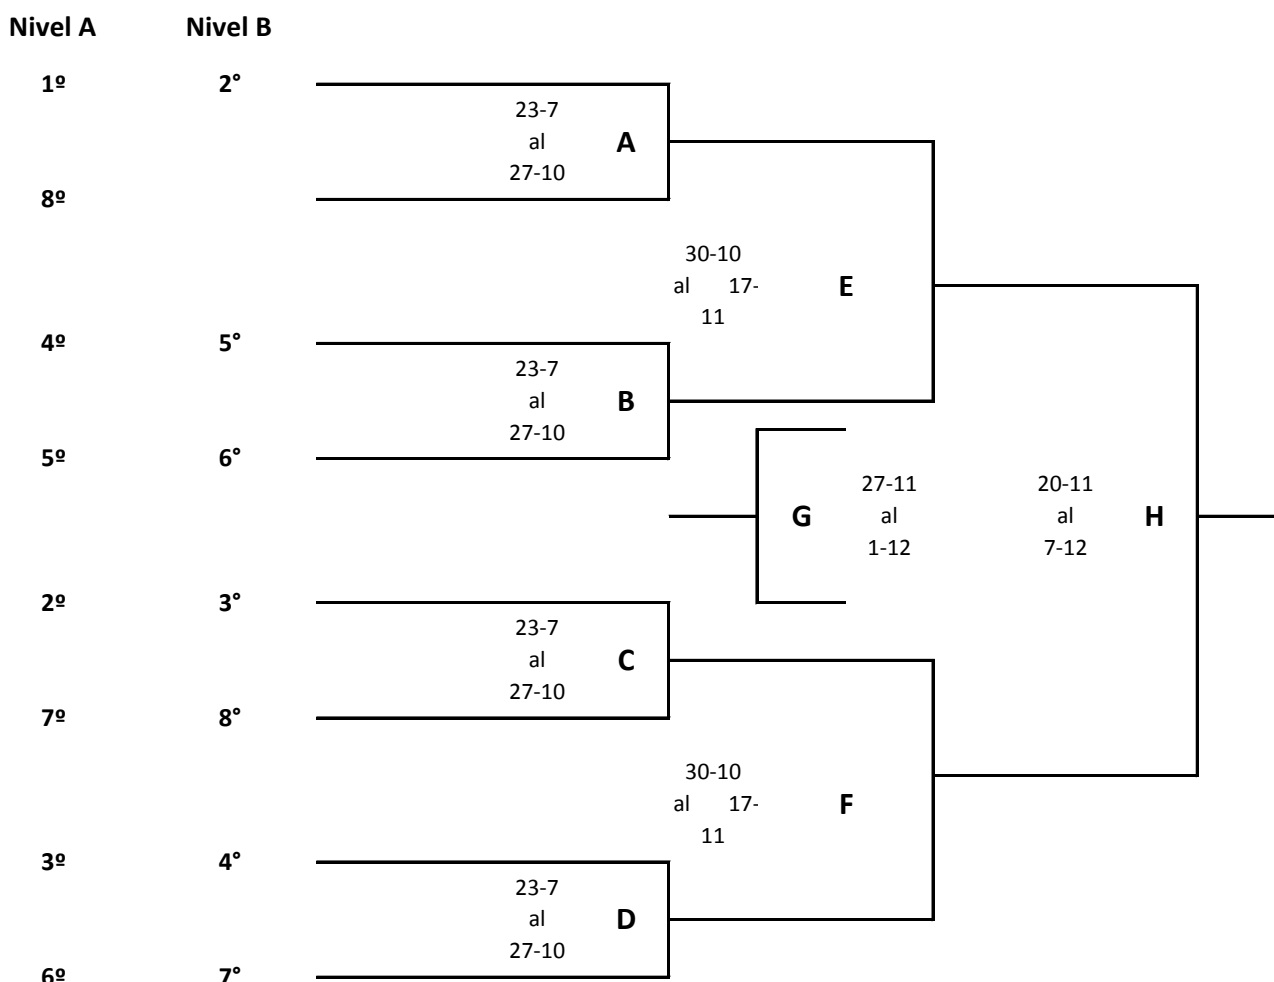 Nivel A Nivel B
1º 2°
23-7
al A
27-10
8º
30-10
al 17- E
11
4º 5°
23-7
al B
27-10
5º 6°
27-11 20-11
G al al H
1-12 7-12
2º 3°
23-7
al C
27-10
7º 8°
30-10
al 17- F
11
3º 4°
23-7
al D
27-10
6º 7°